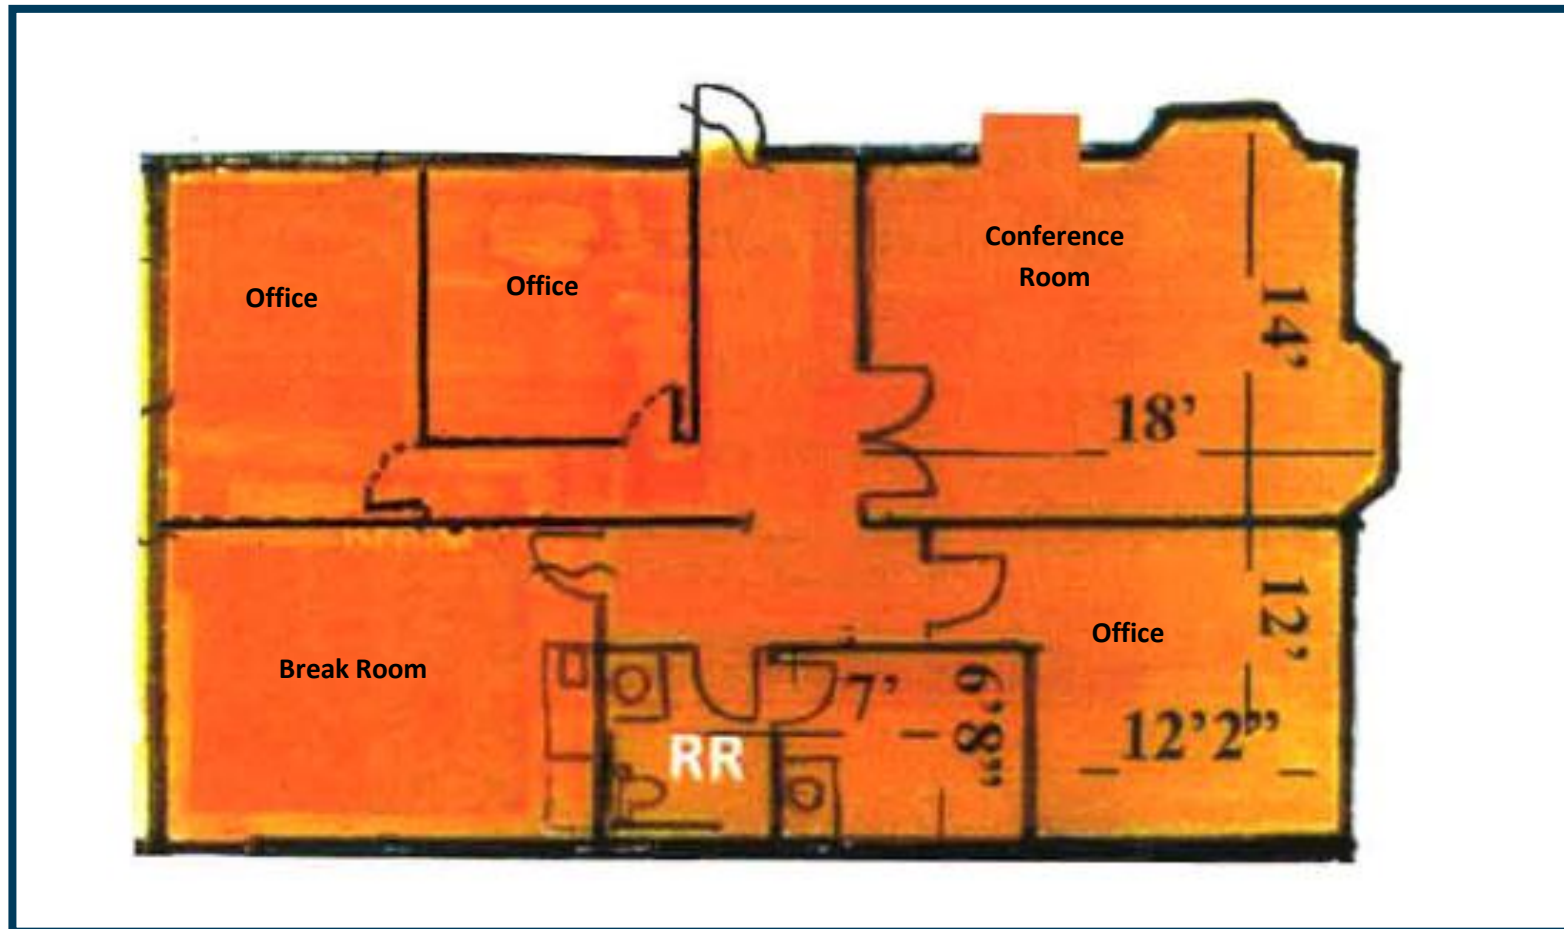 Conference
Room
Office
Office
14’
18’
Office
12’
Break Room
7’
6’8”
12’2”
RR